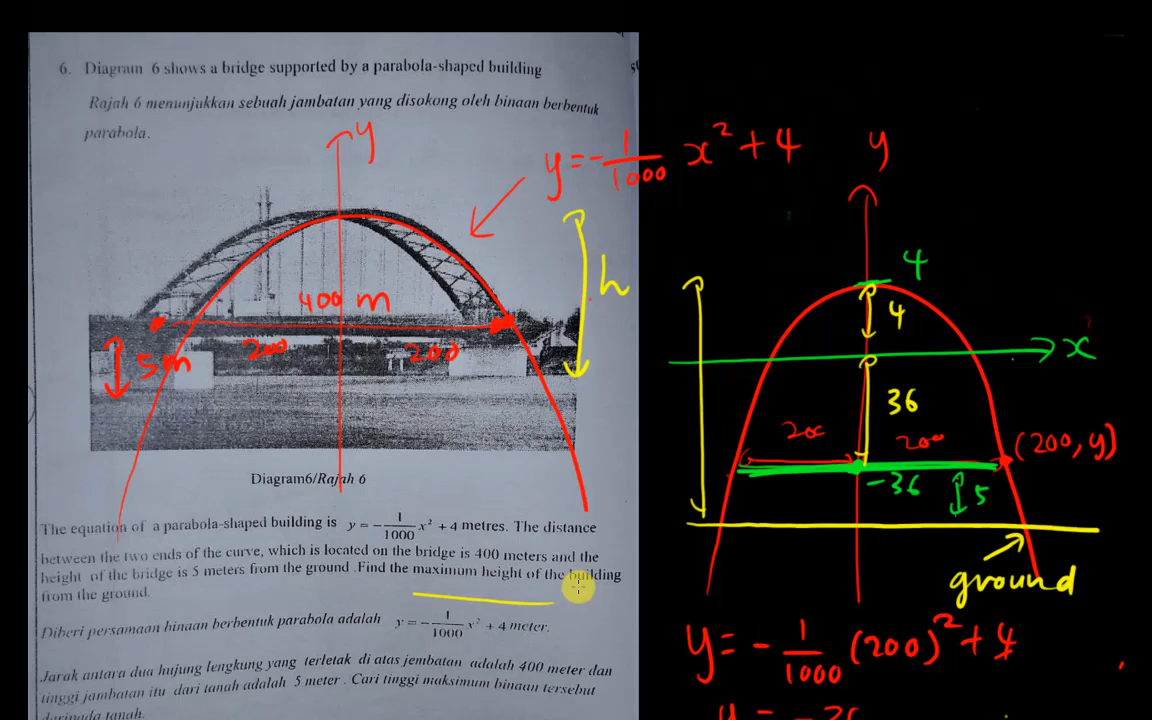 6. Diagram 6 shows a bridge supported by a parabola-shaped building
Rajah 6 menunjukkan sebuah jambatan yang disokong oleh binaan berbentuk
parabola.
y
y = - 1/1000 x² + 4
h
400 m
200
200
5m
Diagram6/Rajah 6
The equation of a parabola-shaped building is y = - 1/1000 x² + 4 metres. The distance
between the two ends of the curve, which is located on the bridge is 400 meters and the
height of the bridge is 5 meters from the ground .Find the maximum height of the building
from the ground.
Diberi persamaan binaan berbentuk parabola adalah y = - 1/1000 x² + 4 meter.
Jarak antara dua hujung lengkung yang terletak di atas jambatan adalah 400 meter dan
tinggi jambatan itu dari tanah adalah 5 meter . Cari tinggi maksimum binaan tersebut
daripada tanah.
y
4
4
x
36
200
200
(200, y)
-36
5
ground
y = - 1/1000 (200)² + 4
y = -36